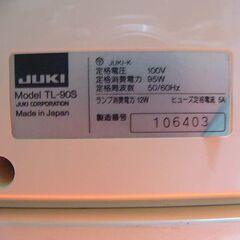 JUKI
Model TL-90S
JUKI CORPORATION
Made in Japan
JUKI-K
定格電圧 100V
定格消費電力 95W
定格周波数 50/60Hz
ランプ消費電力 12W ヒューズ定格電流 5A
製造番号 106403